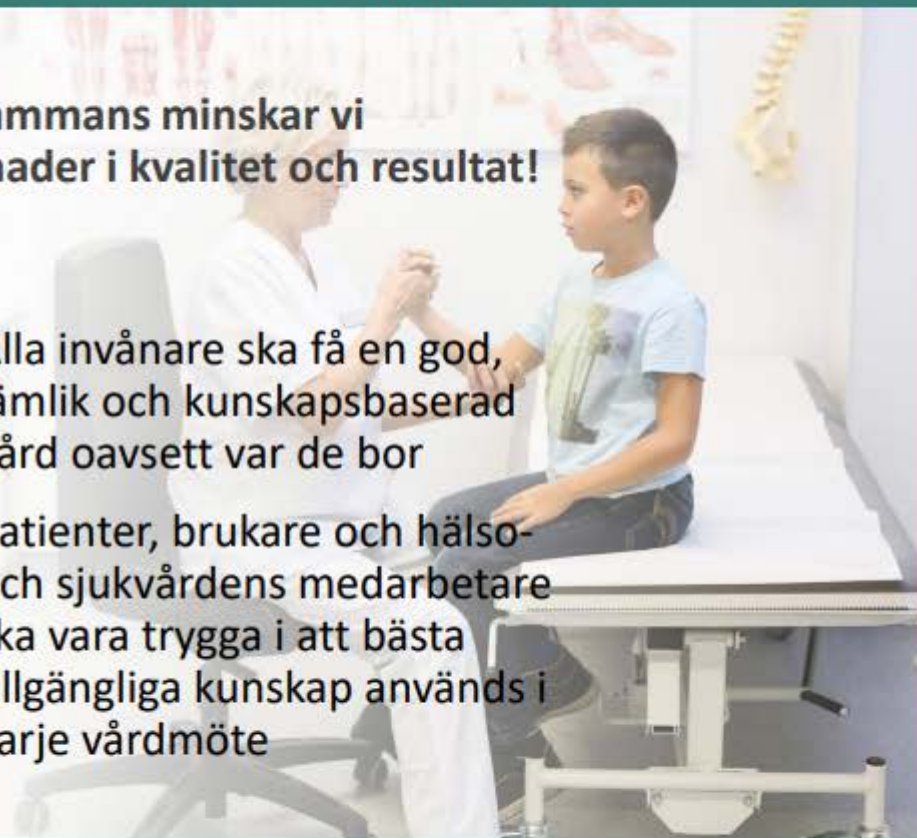 ammans minskar vi
nader i kvalitet och resultat!
lla invånare ska få en god,
ämlik och kunskapsbaserad
ård oavsett var de bor
atienter, brukare och hälso-
ch sjukvårdens medarbetare
ka vara trygga i att bästa
llgängliga kunskap används i
arje vårdmöte